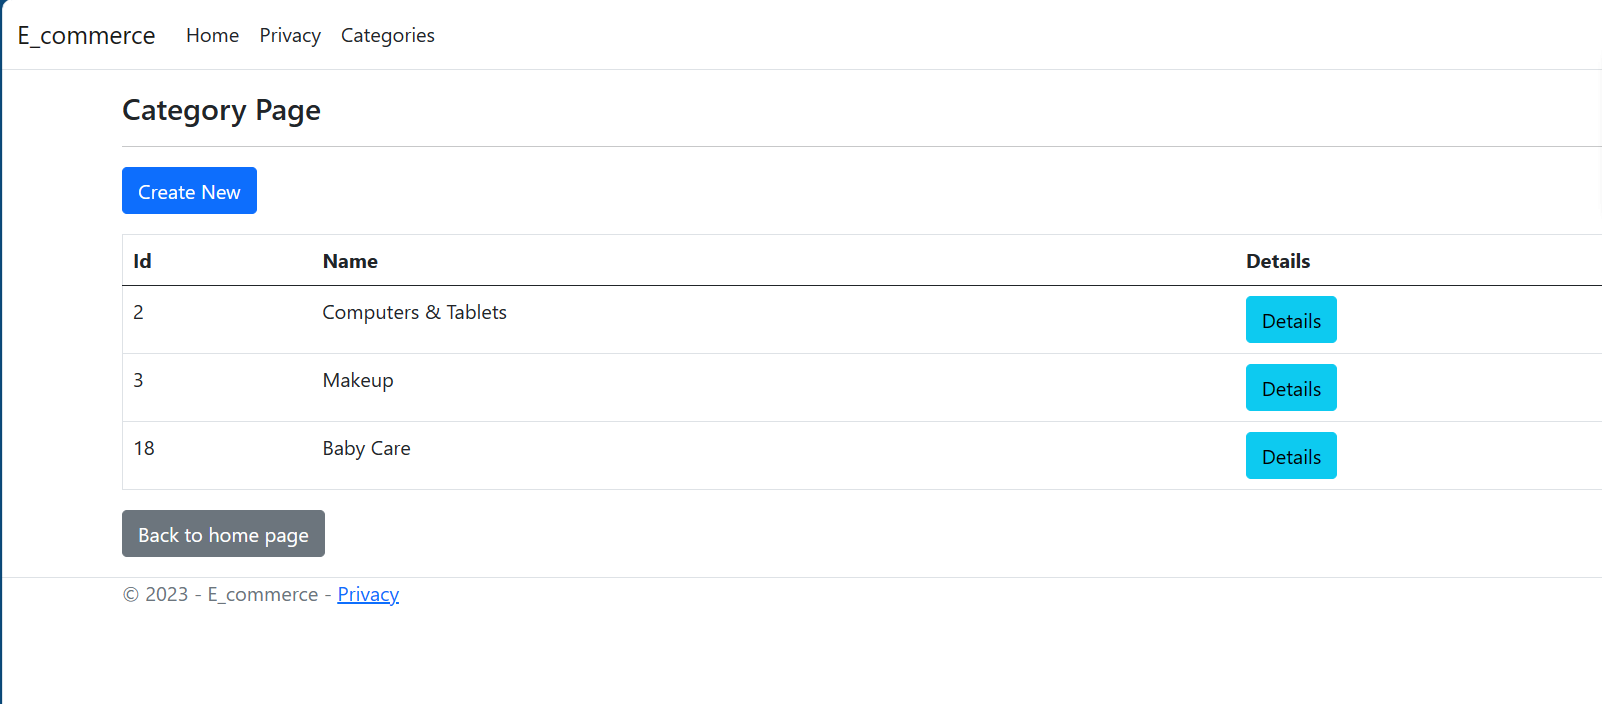 E_commerce Home Privacy Categories
Category Page
Create New
Id Name Details
2 Computers & Tablets Details
3 Makeup Details
18 Baby Care Details
Back to home page
© 2023 - E_commerce - Privacy